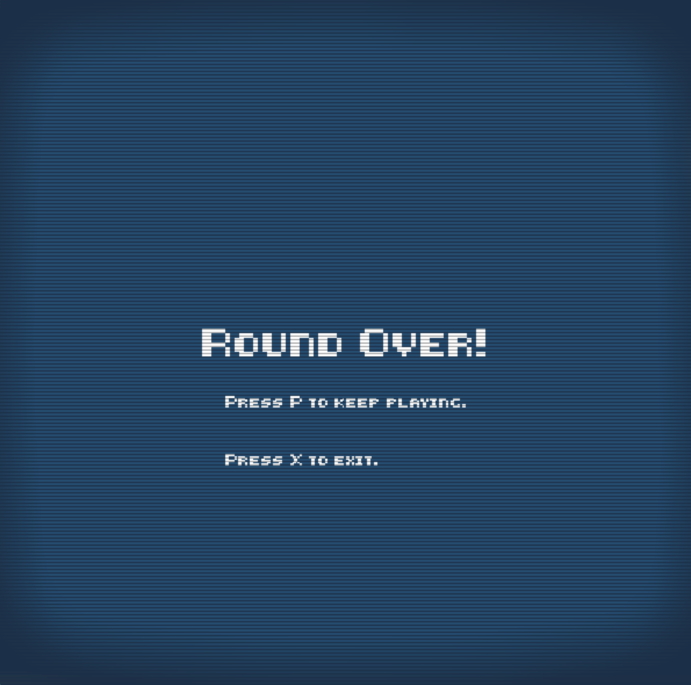 Round Over!
Press P to keep playing.
Press X to exit.